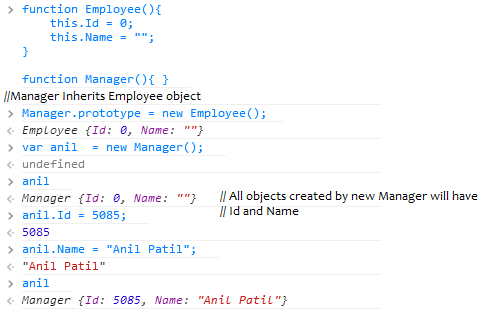 > function Employee(){
this.Id = 0;
this.Name = "";
}
function Manager(){ }
//Manager Inherits Employee object
> Manager.prototype = new Employee();
< Employee {Id: 0, Name: ""}
> var anil  = new Manager();
< undefined
> anil
< Manager {Id: 0, Name: ""}
// All objects created by new Manager will have
// Id and Name
> anil.Id = 5085;
< 5085
> anil.Name = "Anil Patil";
< "Anil Patil"
> anil
< Manager {Id: 5085, Name: "Anil Patil"}